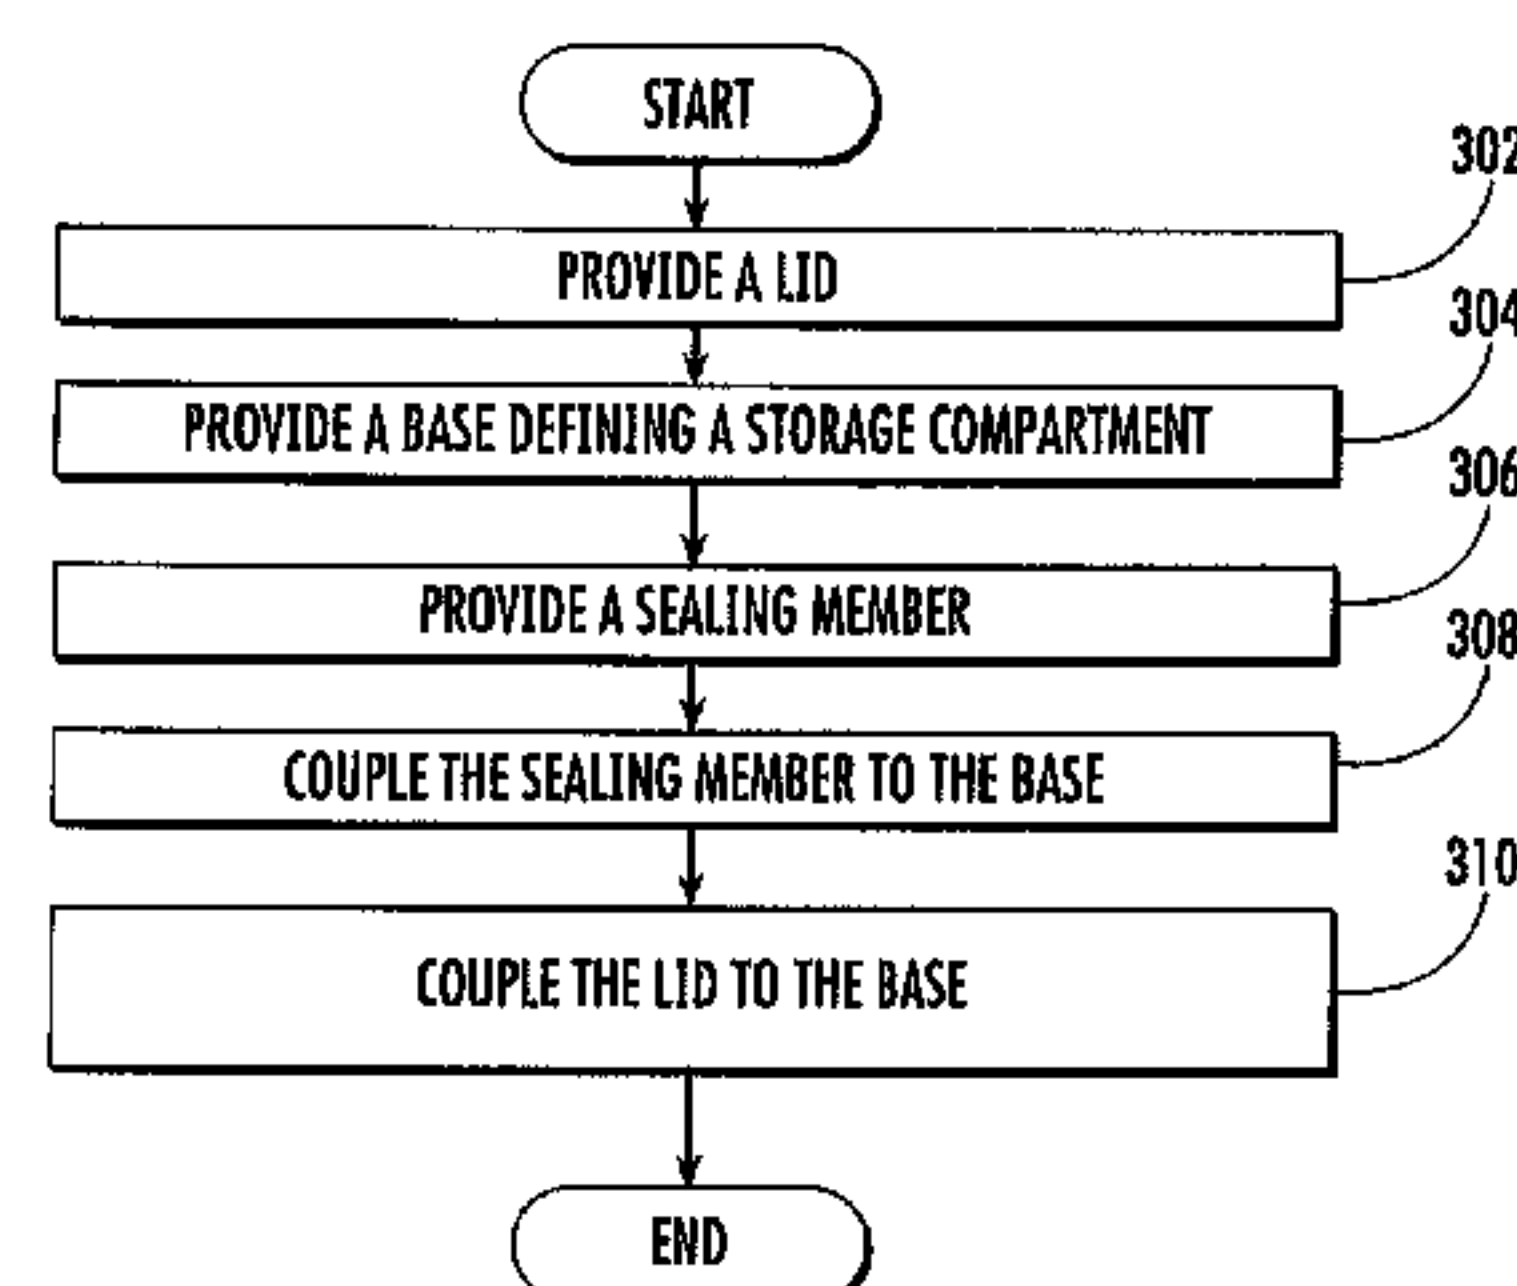 START
302
PROVIDE A LID
304
PROVIDE A BASE DEFINING A STORAGE COMPARTMENT
306
PROVIDE A SEALING MEMBER
308
COUPLE THE SEALING MEMBER TO THE BASE
310
COUPLE THE LID TO THE BASE
END